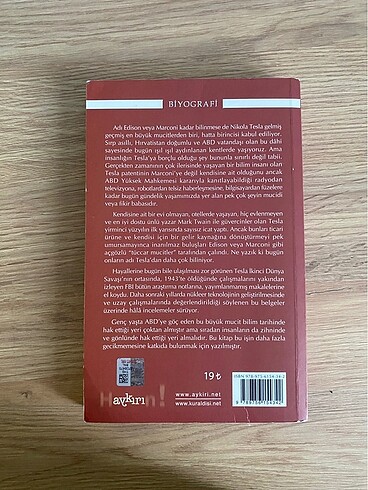 BİYOGRAFİ
Adı Edison veya Marconi kadar bilinmese de Nikola Tesla gelmiş
geçmiş en büyük mucitlerden biri, hatta birincisi kabul ediliyor.
Sırp asıllı, Hırvatistan doğumlu ve ABD vatandaşı olan bu dâhi
sayesinde bugün ışıl ışıl aydınlanan kentlerde yaşıyoruz. Ama
insanlığın Tesla'ya borçlu olduğu şey bununla sınırlı değil tabii.
Gerçekten zamanının çok ilerisinde yaşayan bir bilim insanı olan
Tesla patentinin Marconi'ye değil kendisine ait olduğunu ancak
ABD Yüksek Mahkemesi kararıyla kanıtlayabildiği radyodan
televizyona, robotlardan telsiz haberleşmesine, bilgisayardan füzelere
kadar bugün gündelik yaşamımızda yer alan pek çok şeyin mucidi
veya fikir babasıdır.
Kendisine ait bir evi olmayan, otellerde yaşayan, hiç evlenmeyen
ve en iyi dostu ünlü yazar Mark Twain ile güvercinler olan Tesla
yirminci yüzyılın ilk yarısında sayısız icat yaptı. Ancak bunları ticari
ürüne ve kendisi için bir gelir kaynağına dönüştürmeyi pek
umursamayınca inanılmaz buluşları Edison veya Marconi gibi
açgözlü "tüccar mucitler" tarafından çalındı. Ne yazık ki bugün
onların adı Tesla'dan daha çok biliniyor.
Hayallerine bugün bile ulaşılması zor görünen Tesla İkinci Dünya
Savaşı'nın ortasında, 1943'te öldüğünde çalışmalarını yakından
izleyen FBI bütün araştırma notlarına, yayımlanmamış makalelerine
el koydu. Daha sonraki yıllarda nükleer teknolojinin geliştirilmesinde
ve uzay çalışmalarında değerlendirildiği söylenen bu belgeler
üzerinde hâlâ incelemeler sürüyor.
Genç yaşta ABD'ye göç eden bu büyük mucit bilim tarihinde
hak ettiği yeri çoktan almıştır ama sıradan insanların da zihninde
ve gönlünde hak ettiği yeri almalıdır. Bu kitap bu işin daha fazla
gecikmemesine katkıda bulunmak için yazılmıştır.
19 ₺
aykırı
www.aykiri.net
www.kuraldisi.net